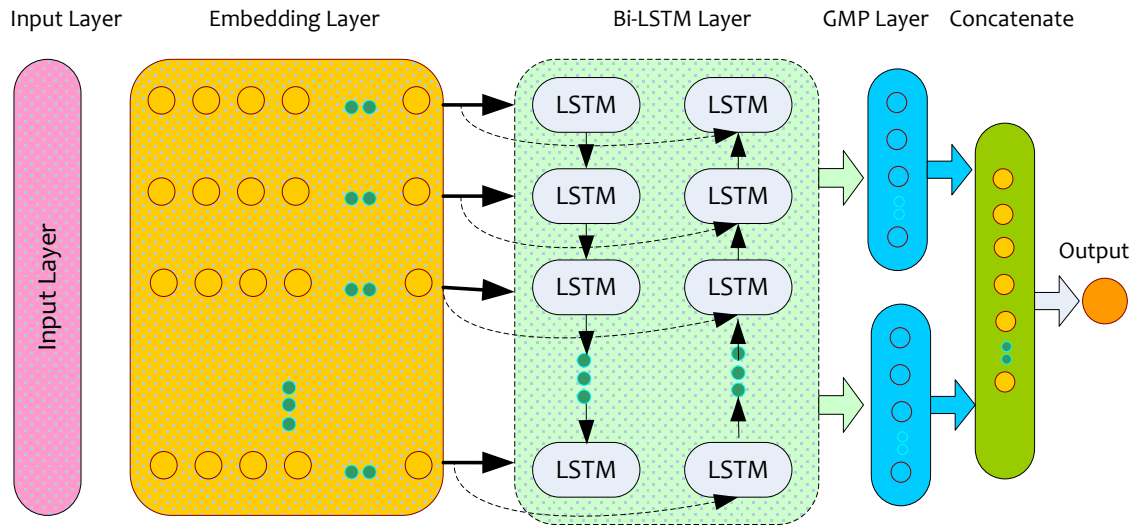 Input Layer
Embedding Layer
Bi-LSTM Layer
GMP Layer
Concatenate
Input Layer
LSTM
LSTM
LSTM
LSTM
LSTM
LSTM
LSTM
LSTM
Output